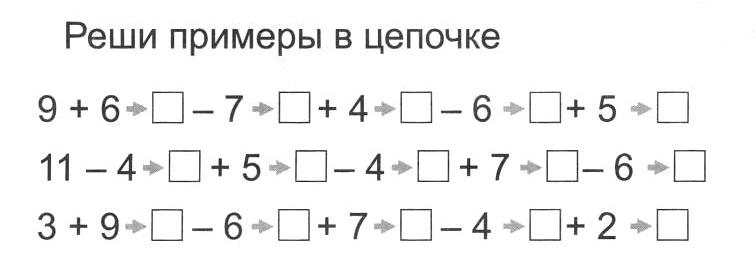 Реши примеры в цепочке
9 + 6 ➔ □ – 7 ➔ □ + 4 ➔ □ – 6 ➔ □ + 5 ➔ □
11 – 4 ➔ □ + 5 ➔ □ – 4 ➔ □ + 7 ➔ □ – 6 ➔ □
3 + 9 ➔ □ – 6 ➔ □ + 7 ➔ □ – 4 ➔ □ + 2 ➔ □